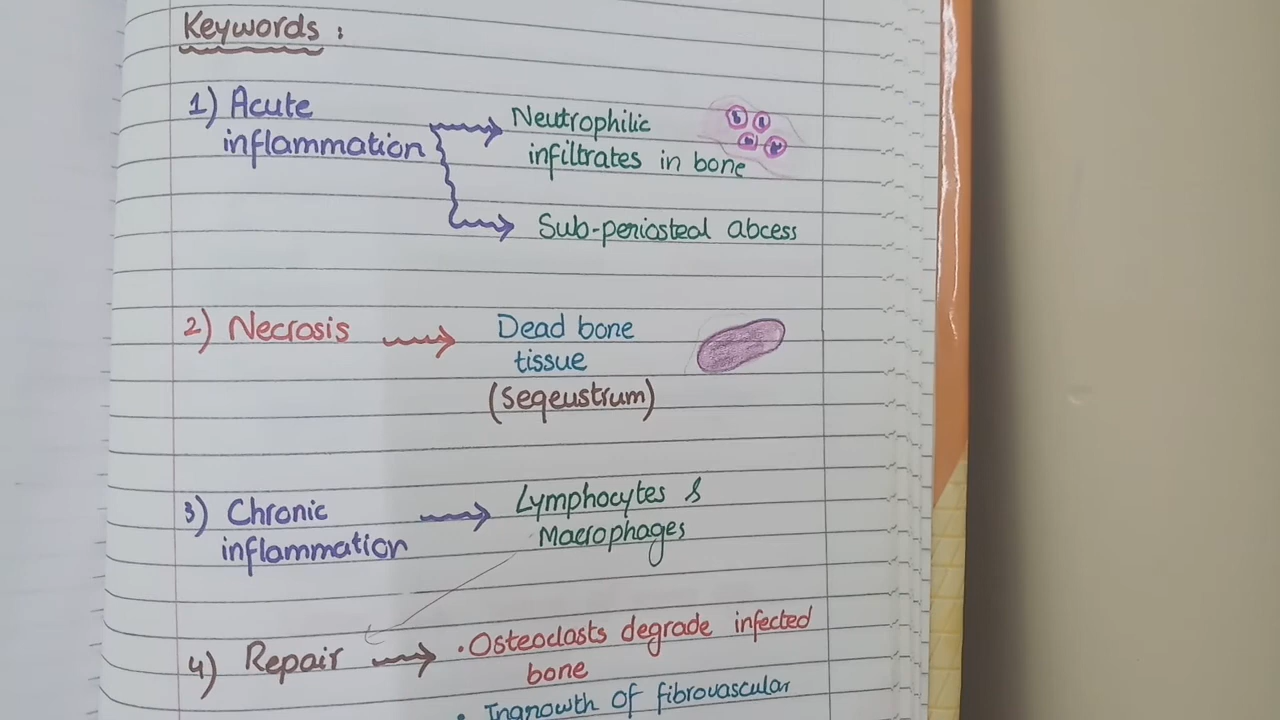 Keywords :
1) Acute
inflammation
Neutrophilic
infiltrates in bone
Sub-periosteal abcess
2) Necrosis
Dead bone
tissue
(Seqeustrum)
3) Chronic
inflammation
Lymphocytes &
Macrophages
4) Repair
• Osteoclasts degrade infected
bone
• Ingrowth of fibrovascular